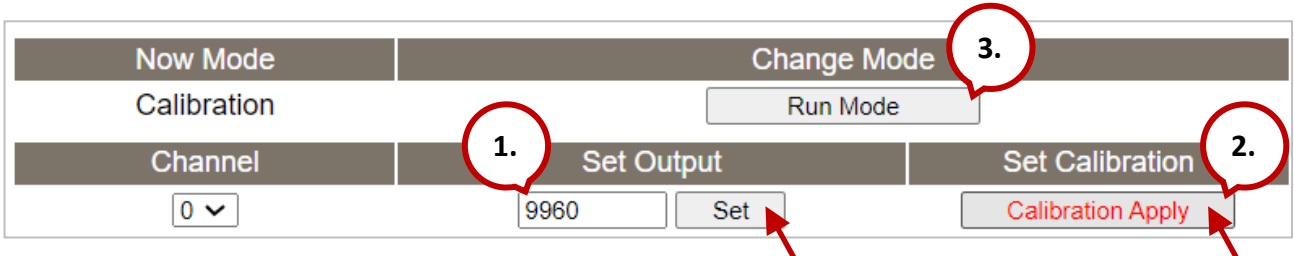 Now Mode Change Mode 3.
Calibration Run Mode
Channel 1. Set Output Set Calibration 2.
0 9960 Set Calibration Apply